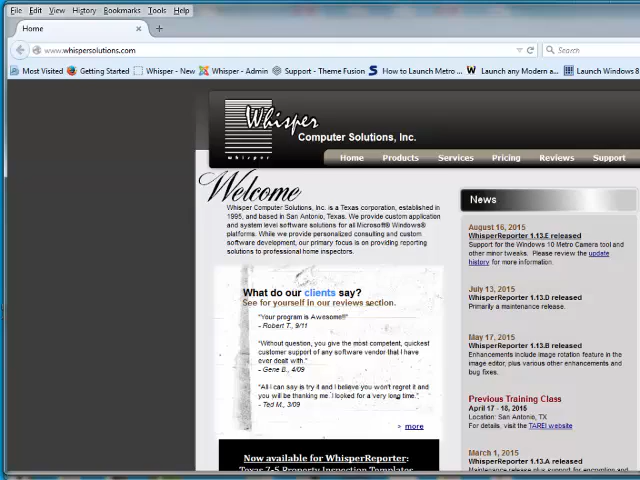 File Edit View History Bookmarks Tools Help
Home × +
www.whispersolutions.com
Search
Most Visited Getting Started Whisper - New Whisper - Admin Support - Theme Fusion How to Launch Metro ... Launch any Modern a... Launch Windows 8
Whisper
Computer Solutions, Inc.
whisper
Home Products Services Pricing Reviews Support
Welcome
Whisper Computer Solutions, Inc. is a Texas corporation, established in
1995, and based in San Antonio, Texas. We provide custom application
and system level software solutions for all Microsoft® Windows®
platforms. While we provide personalized consulting and custom
software development, our primary focus is on providing reporting
solutions to professional home inspectors.
What do our clients say?
See for yourself in our reviews section.
"Your program is Awesome!!"
- Robert T., 9/11
"Without question, you give the most competent, quickest
customer support of any software vendor that I have
ever dealt with."
- Gene B., 4/09
"All I can say is try it and I believe you won't regret it and
you will be thanking me. I looked for a very long time."
- Ted M., 3/09
> more
Now available for WhisperReporter:
Texas 7-5 Property Inspection Templates
News
August 16, 2015
WhisperReporter 1.13.E released
Support for the Windows 10 Metro Camera tool and
other minor tweaks. Please review the update
history for more information.
July 13, 2015
WhisperReporter 1.13.D released
Primarily a maintenance release.
May 17, 2015
WhisperReporter 1.13.B released
Enhancements include image rotation feature in the
image editor, plus various other enhancements and
bug fixes.
Previous Training Class
April 17 - 18, 2015
Location: San Antonio, TX
For details, visit the TAREI website
March 1, 2015
WhisperReporter 1.13.A released
Maintenance release plus support for encryption and